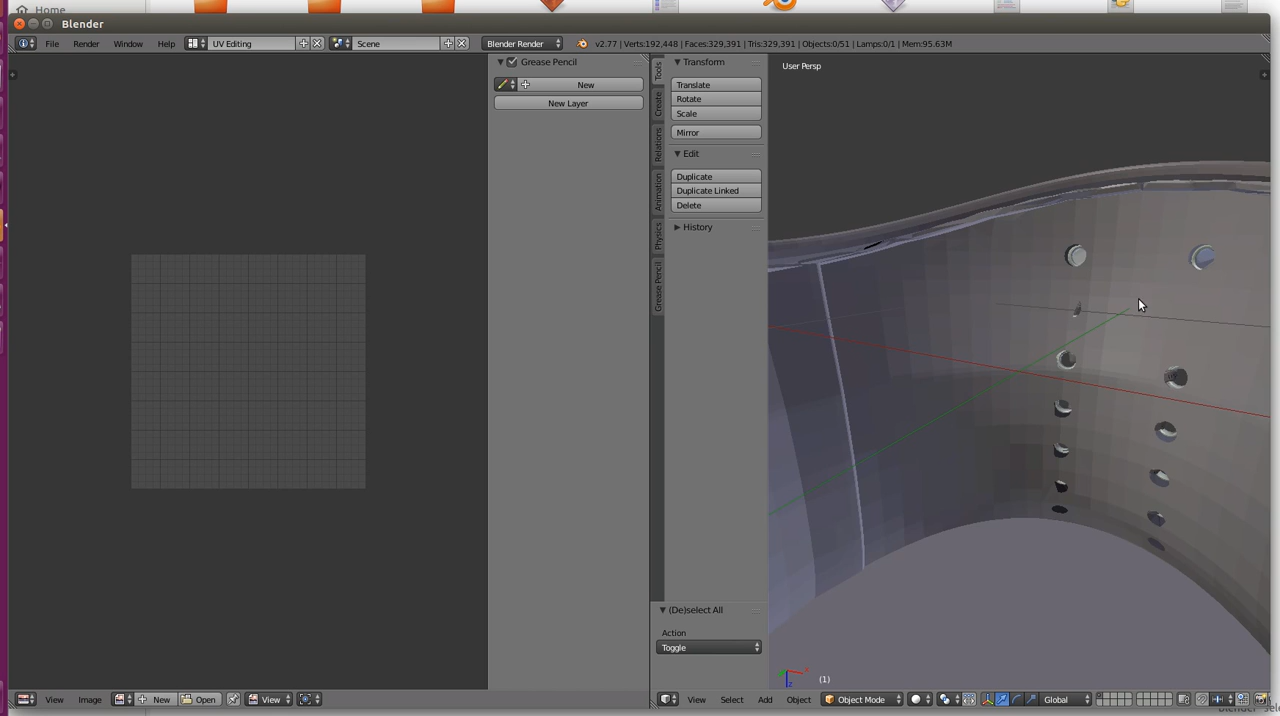 Home
Blender
File Render Window Help UV Editing Scene Blender Render v2.77 | Verts:192,448 | Faces:329,391 | Tris:329,391 | Objects:0/51 | Lamps:0/1 | Mem:95.63M
Grease Pencil
New
New Layer
Tools
Create
Relations
Animation
Physics
Grease Pencil
Transform
Translate
Rotate
Scale
Mirror
Edit
Duplicate
Duplicate Linked
Delete
History
(De)select All
Action
Toggle
User Persp
(1)
View Image New Open View
View Select Add Object Object Mode Global